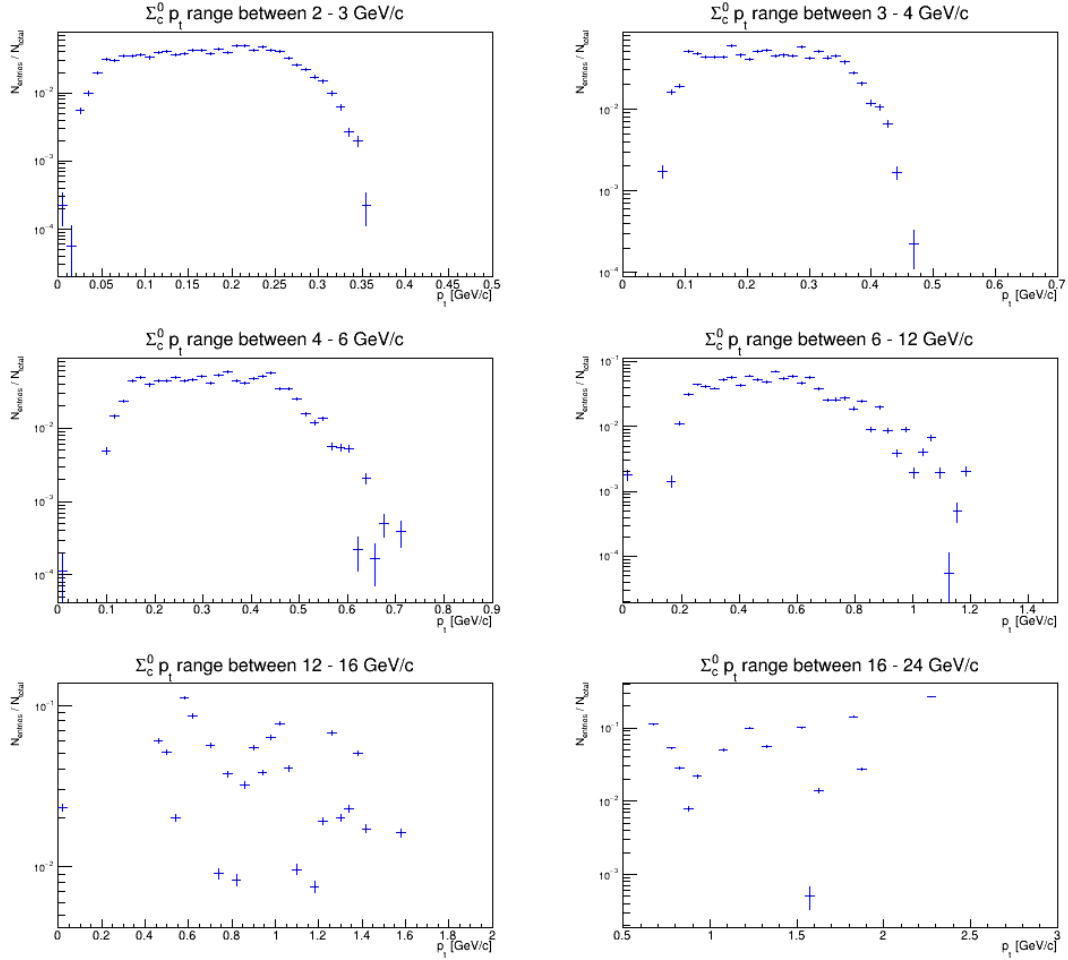 Σc0 pt range between 2 - 3 GeV/c
Nentries / Ntotal
10−2
10−3
10−4
0 0.05 0.1 0.15 0.2 0.25 0.3 0.35 0.4 0.45 0.5
pt [GeV/c]
Σc0 pt range between 3 - 4 GeV/c
Nentries / Ntotal
10−2
10−3
10−4
0 0.1 0.2 0.3 0.4 0.5 0.6 0.7
pt [GeV/c]
Σc0 pt range between 4 - 6 GeV/c
Nentries / Ntotal
10−2
10−3
10−4
0 0.1 0.2 0.3 0.4 0.5 0.6 0.7 0.8 0.9
pt [GeV/c]
Σc0 pt range between 6 - 12 GeV/c
Nentries / Ntotal
10−1
10−2
10−3
10−4
0 0.2 0.4 0.6 0.8 1 1.2 1.4
pt [GeV/c]
Σc0 pt range between 12 - 16 GeV/c
Nentries / Ntotal
10−1
10−2
0 0.2 0.4 0.6 0.8 1 1.2 1.4 1.6 1.8 2
pt [GeV/c]
Σc0 pt range between 16 - 24 GeV/c
Nentries / Ntotal
10−1
10−2
10−3
0.5 1 1.5 2 2.5 3
pt [GeV/c]